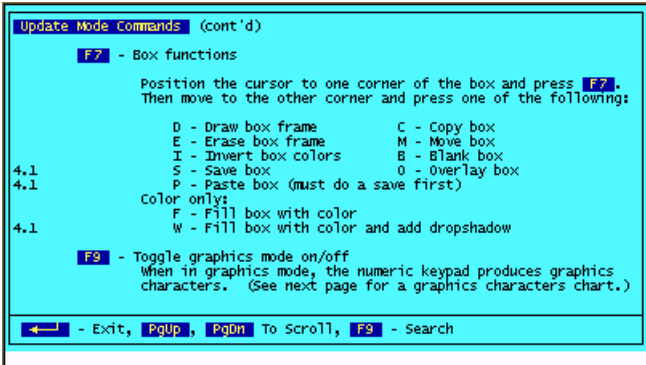 Update Mode Commands (cont'd)
F7 - Box functions
Position the cursor to one corner of the box and press F7.
Then move to the other corner and press one of the following:
D - Draw box frame C - Copy box
E - Erase box frame M - Move box
I - Invert box colors B - Blank box
4.1 S - Save box O - Overlay box
4.1 P - Paste box (must do a save first)
Color only:
F - Fill box with color
4.1 W - Fill box with color and add dropshadow
F9 - Toggle graphics mode on/off
When in graphics mode, the numeric keypad produces graphics
characters. (See next page for a graphics characters chart.)
- Exit, PgUp, PgDn To Scroll, F9 - Search